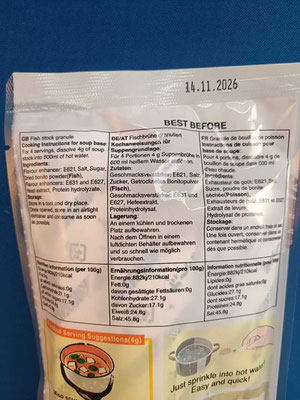 14.11.2026
BEST BEFORE
GB Fish stock granule
Cooking instructions for soup base:
For 4 servings, dissolve 4g of soup
stock into 600ml of hot water.
Ingredients:
Flavour enhancer: E621, Salt, Sugar,
Dried bonito powder(Fish),
Flavour enhancers: E631 and E627,
Yeast extract, Protein hydrolyzate.
Storage:
Store in a cool and dry place.
Once opened, store in an airtight
container and consume as soon
as possible.
information (per 100g)
Energie:882kj/210kcal
DE/AT Fischbrühe granuliert
Kochanweisungen für
Suppengrundlage:
Für 4 Portionen 4 g Suppenbrühe in
600 ml heißem Wasser
Zutaten:
Geschmacksverstärker: E621, Salz,
Zucker, Getrocknetes Bonitopulver
(Fisch),
Geschmacksverstärker: E631 und
E627, Hefeextrakt,
Proteinhydrolysat.
Lagerung:
An einem kühlen und trockenen
Platz aufbewahren.
Nach dem Öffnen in einem
luftdichten Behälter aufbewahren
und so schnell wie möglich
verbrauchen.
Ernährungsinformation(pro 100g)
Energie:882kj/210kcal
Fett:0g
davon gesättigte Fettsäuren:0g
Kohlenhydrate:27.1g
davon Zucker:17.1g
Eiweiß:24.8g
Salz:45.8g
FR Granule de bouillon de poisson
Instructions de cuisson pour
base de soupe:
Pour 4 parts, dissoudre 4 g de
bouillon de soupe dans 600 ml
d'eau chaude.
Ingrédients:
Exhausteur de goût: E621, Sel,
Sucre, poudre de bonite
séchée(Poisson),
Exhausteurs de goût: E631 et E627,
Extrait de levure,
Hydrolysat de protéines.
Stockage:
Conserver dans un endroit frais et
Une fois ouvert, conserver dans un
contenant hermétique et consommer
dès que possible.
Information nutritionnelle (pour 100g)
Energie:882kj/210kcal
Lipides:0g
dont acides gras saturés:0g
Glucides:27.1g
dont sucres:17.1g
Protéines:24.8g
Sel:45.8g
Serving Suggestions(4g)
Miso soup
Just sprinkle into hot water
Easy and quick!